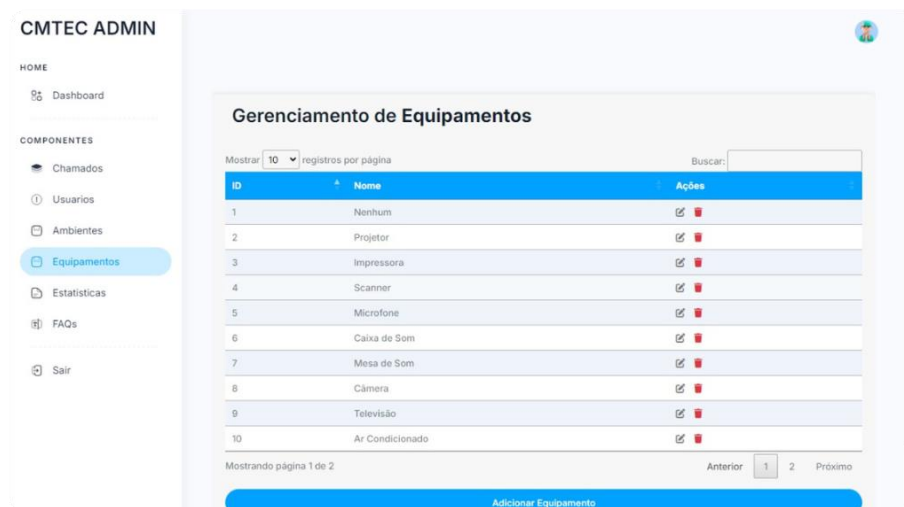 CMTEC ADMIN
HOME
Dashboard
COMPONENTES
Chamados
Usuarios
Ambientes
Equipamentos
Estatisticas
FAQs
Sair
Gerenciamento de Equipamentos
Mostrar 10 registros por página Buscar:
ID Nome Ações
1 Nenhum
2 Projetor
3 Impressora
4 Scanner
5 Microfone
6 Caixa de Som
7 Mesa de Som
8 Câmera
9 Televisão
10 Ar Condicionado
Mostrando página 1 de 2 Anterior 1 2 Próximo
Adicionar Equipamento